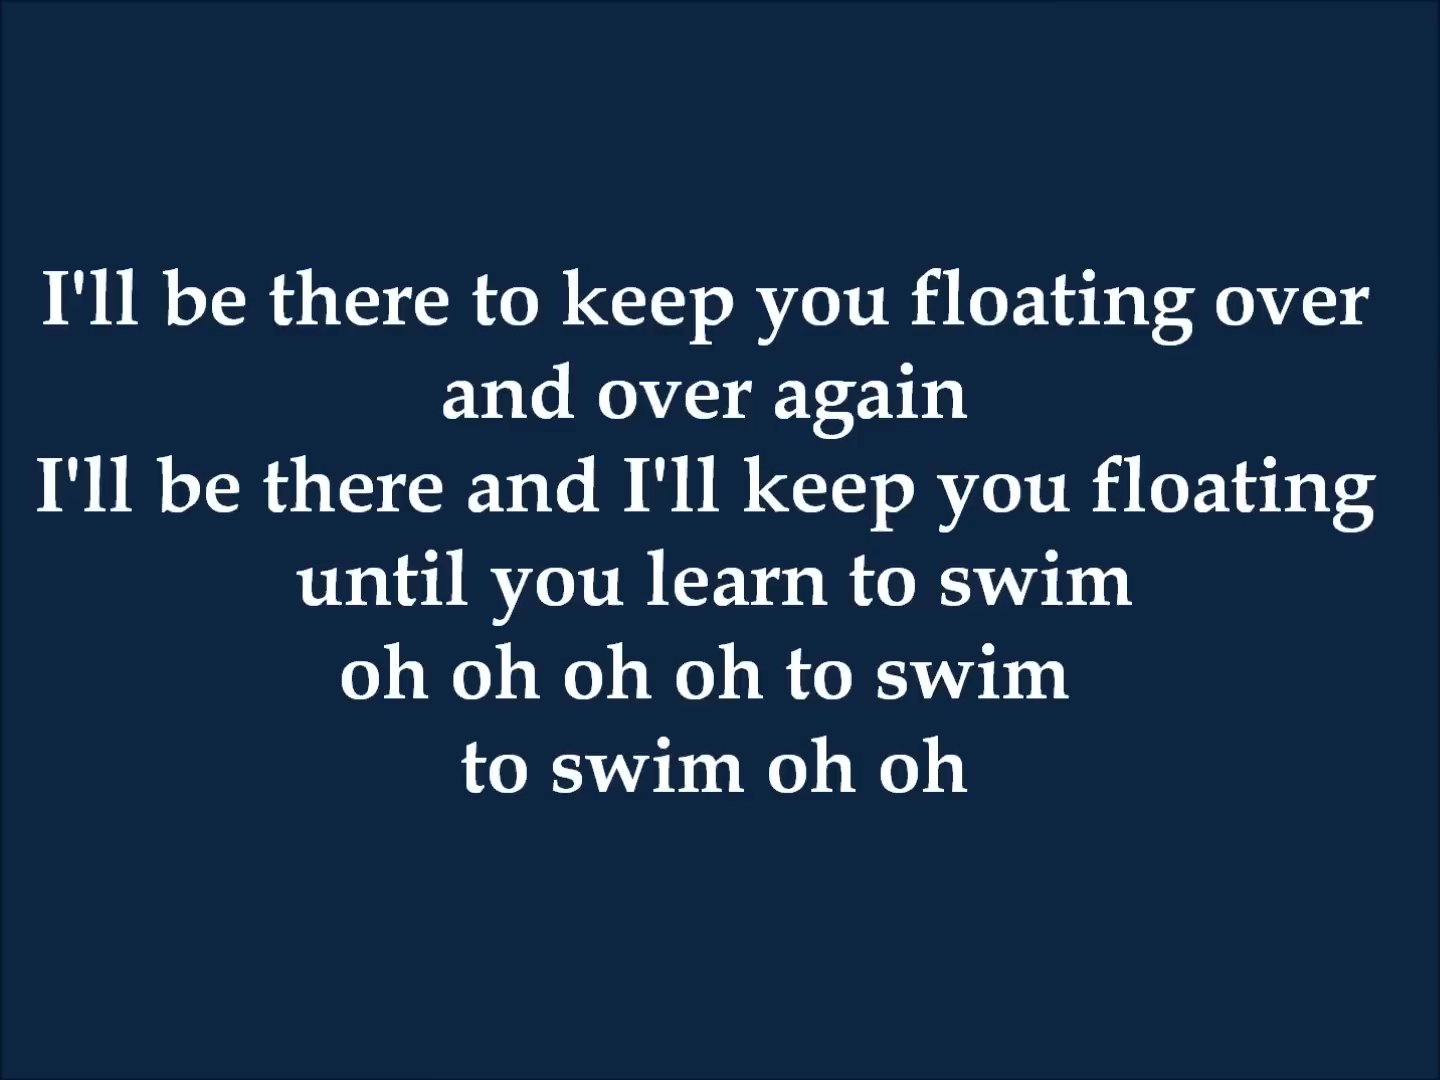 I'll be there to keep you floating over
and over again
I'll be there and I'll keep you floating
until you learn to swim
oh oh oh oh to swim
to swim oh oh